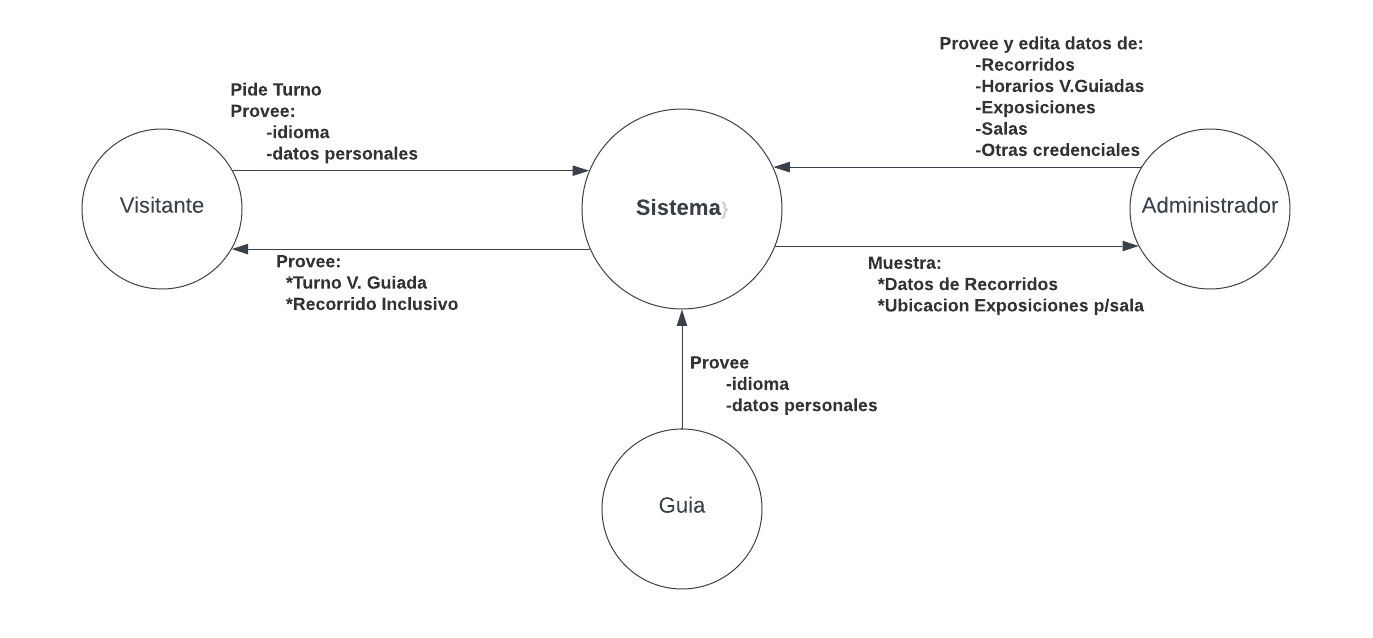 Pide Turno
Provee:
-idioma
-datos personales
Visitante
Provee:
*Turno V. Guiada
*Recorrido Inclusivo
Sistema}
Provee y edita datos de:
-Recorridos
-Horarios V.Guiadas
-Exposiciones
-Salas
-Otras credenciales
Administrador
Muestra:
*Datos de Recorridos
*Ubicacion Exposiciones p/sala
Provee
-idioma
-datos personales
Guia